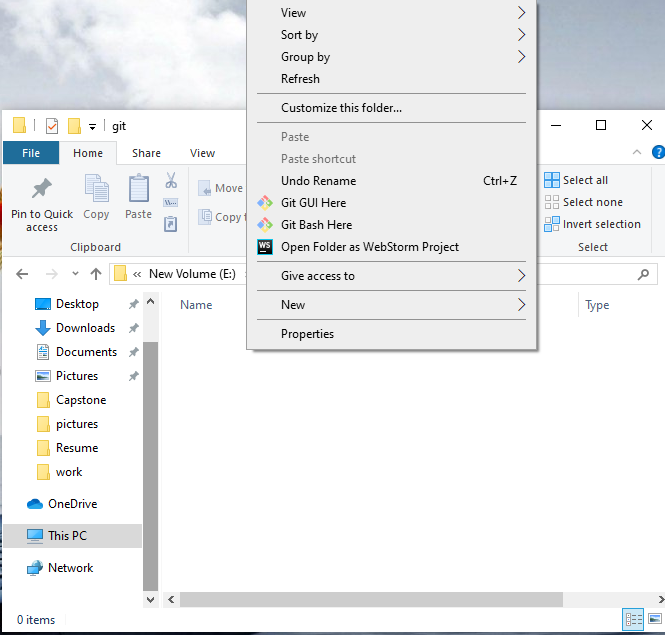 View
Sort by
Group by
Refresh
Customize this folder...
Paste
Paste shortcut
Undo Rename Ctrl+Z
Git GUI Here
Git Bash Here
WS Open Folder as WebStorm Project
Give access to
New
Properties
git
File Home Share View
Pin to Quick access
Copy
Paste
Move
Copy t
Clipboard
Select all
Select none
Invert selection
Select
« New Volume (E:)
Name Type
Desktop
Downloads
Documents
Pictures
Capstone
pictures
Resume
work
OneDrive
This PC
Network
0 items